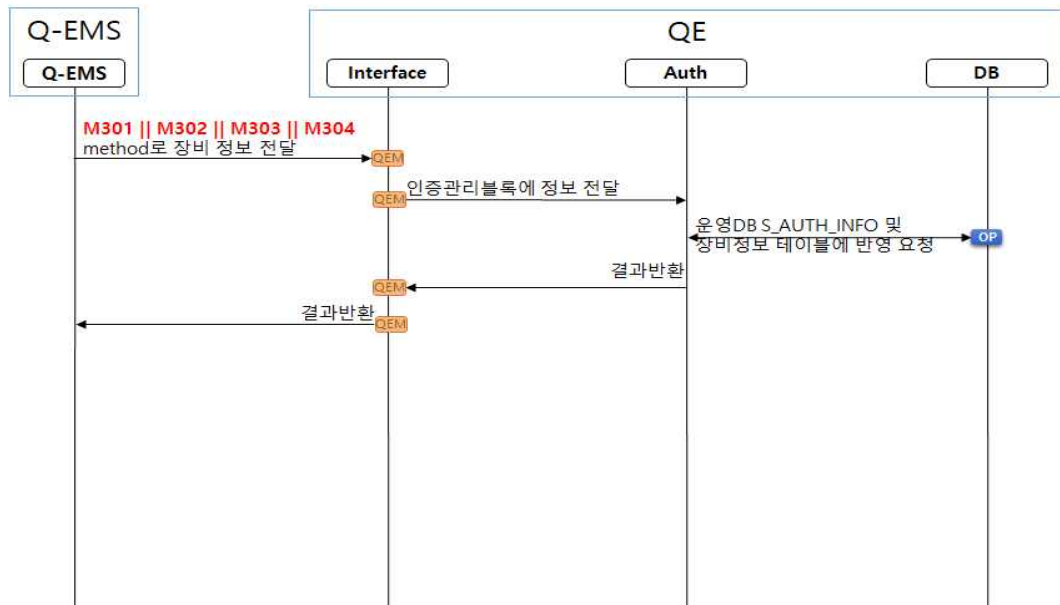 Q-EMS
QE
Q-EMS
Interface
Auth
DB
M301 || M302 || M303 || M304
method로 장비 정보 전달
QEM
QEM
인증관리블록에 정보 전달
운영DB S_AUTH_INFO 및
장비정보 테이블에 반영 요청
OP
결과반환
QEM
결과반환
QEM